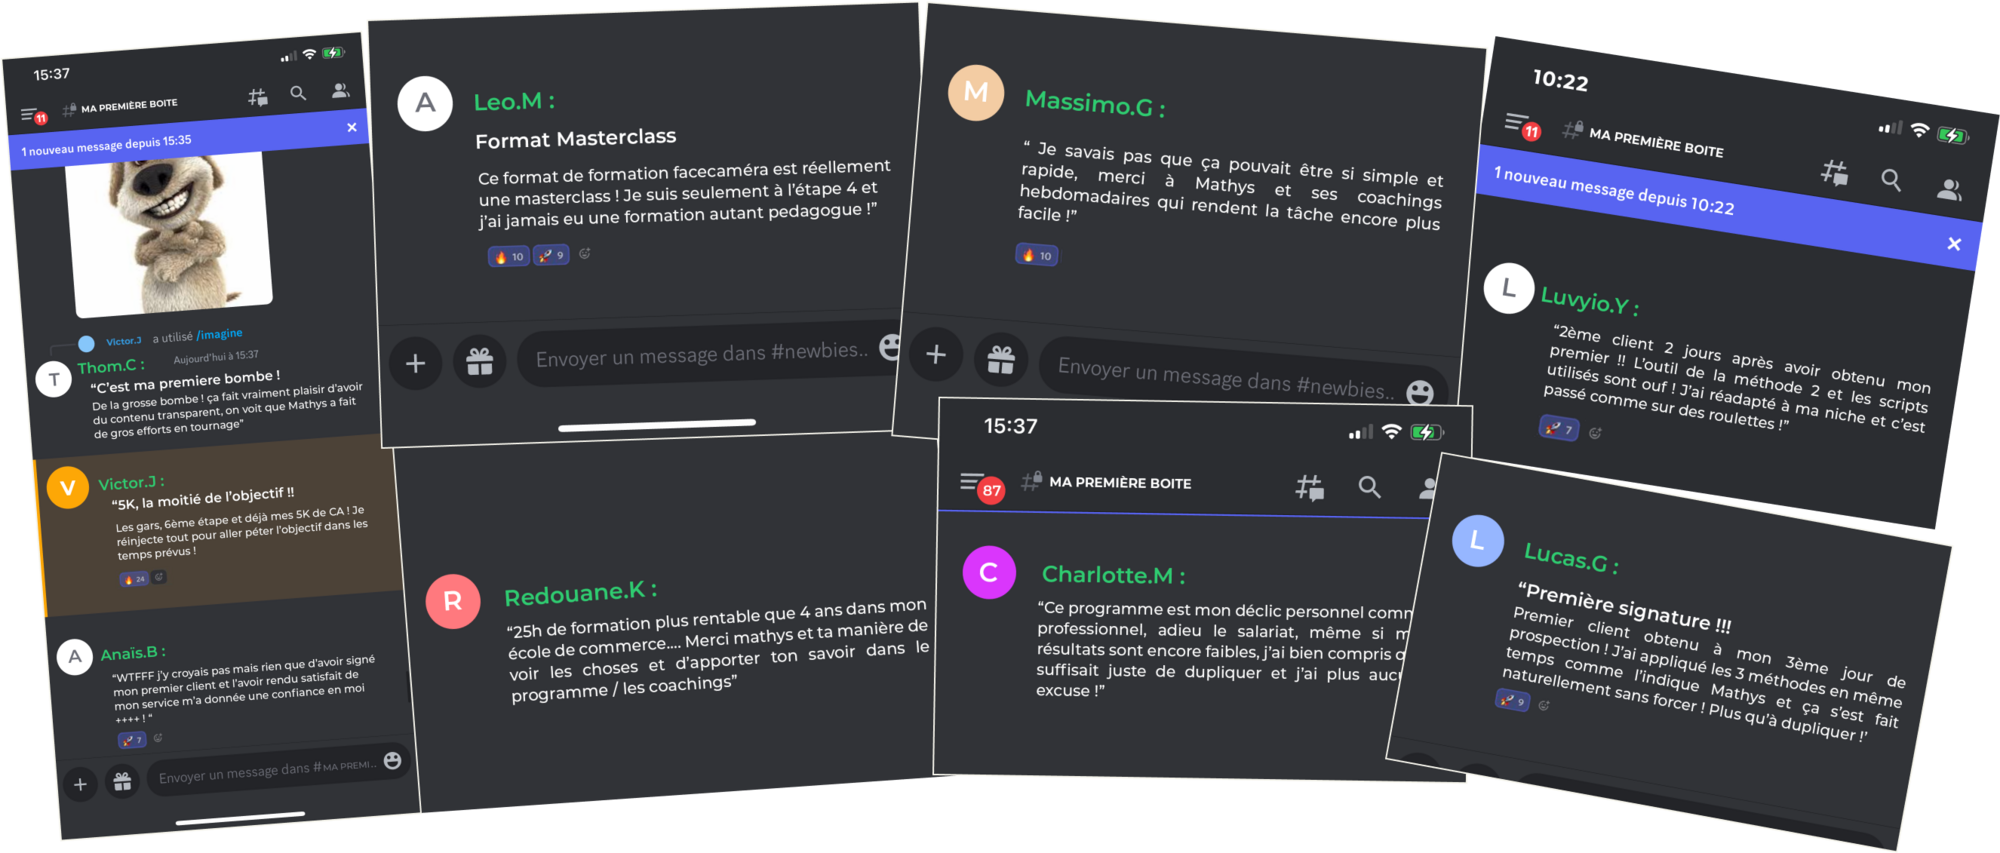 15:37
11
MA PREMIÈRE BOITE
1 nouveau message depuis 15:35
Victor.J a utilisé /imagine
T
Thom.C :
Aujourd'hui à 15:37
“C’est ma premiere bombe !
De la grosse bombe ! ça fait vraiment plaisir d’avoir
du contenu transparent, on voit que Mathys a fait
de gros efforts en tournage”
V
Victor.J :
“5K, la moitié de l’objectif !!
Les gars, 6ème étape et déjà mes 5K de CA ! Je
réinjecte tout pour aller péter l’objectif dans les
temps prévus !
24
A
Anaïs.B :
“WTFFF j’y croyais pas mais rien que d’avoir signé
mon premier client et l’avoir rendu satisfait de
mon service m’a donnée une confiance en moi
++++ ! “
7
Envoyer un message dans #MA PREMI..
A
Leo.M :
Format Masterclass
Ce format de formation facecaméra est réellement
une masterclass ! Je suis seulement à l’étape 4 et
j’ai jamais eu une formation autant pedagogue !”
10 9
Envoyer un message dans #newbies..
M
Massimo.G :
“ Je savais pas que ça pouvait être si simple et
rapide, merci à Mathys et ses coachings
hebdomadaires qui rendent la tâche encore plus
facile !”
10
Envoyer un message dans #newbies..
10:22
11
MA PREMIÈRE BOITE
1 nouveau message depuis 10:22
L
Luvyio.Y :
“2ème client 2 jours après avoir obtenu mon
premier !! L’outil de la méthode 2 et les scripts
utilisés sont ouf ! J’ai réadapté à ma niche et c’est
passé comme sur des roulettes !”
7
R
Redouane.K :
“25h de formation plus rentable que 4 ans dans mon
école de commerce.... Merci mathys et ta manière de
voir les choses et d’apporter ton savoir dans le
programme / les coachings”
15:37
87
MA PREMIÈRE BOITE
C
Charlotte.M :
“Ce programme est mon déclic personnel comm
professionnel, adieu le salariat, même si m
résultats sont encore faibles, j’ai bien compris q
suffisait juste de dupliquer et j’ai plus auc
excuse !”
L
Lucas.G :
“Première signature !!!
Premier client obtenu à mon 3ème jour de
prospection ! J’ai appliqué les 3 méthodes en même
temps comme l’indique Mathys et ça s’est fait
naturellement sans forcer ! Plus qu’à dupliquer !’
9